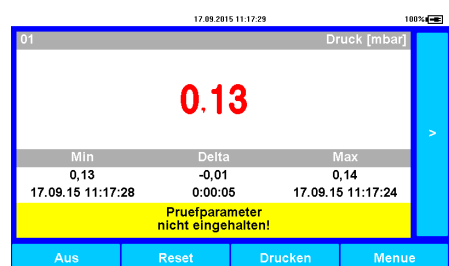 17.09.2015 11:17:29 100%
01 Druck [mbar]
0.13
>
Min Delta Max
0,13 -0,01 0,14
17.09.15 11:17:28 0:00:05 17.09.15 11:17:24
Pruefparameter
nicht eingehalten!
Aus Reset Drucken Menue